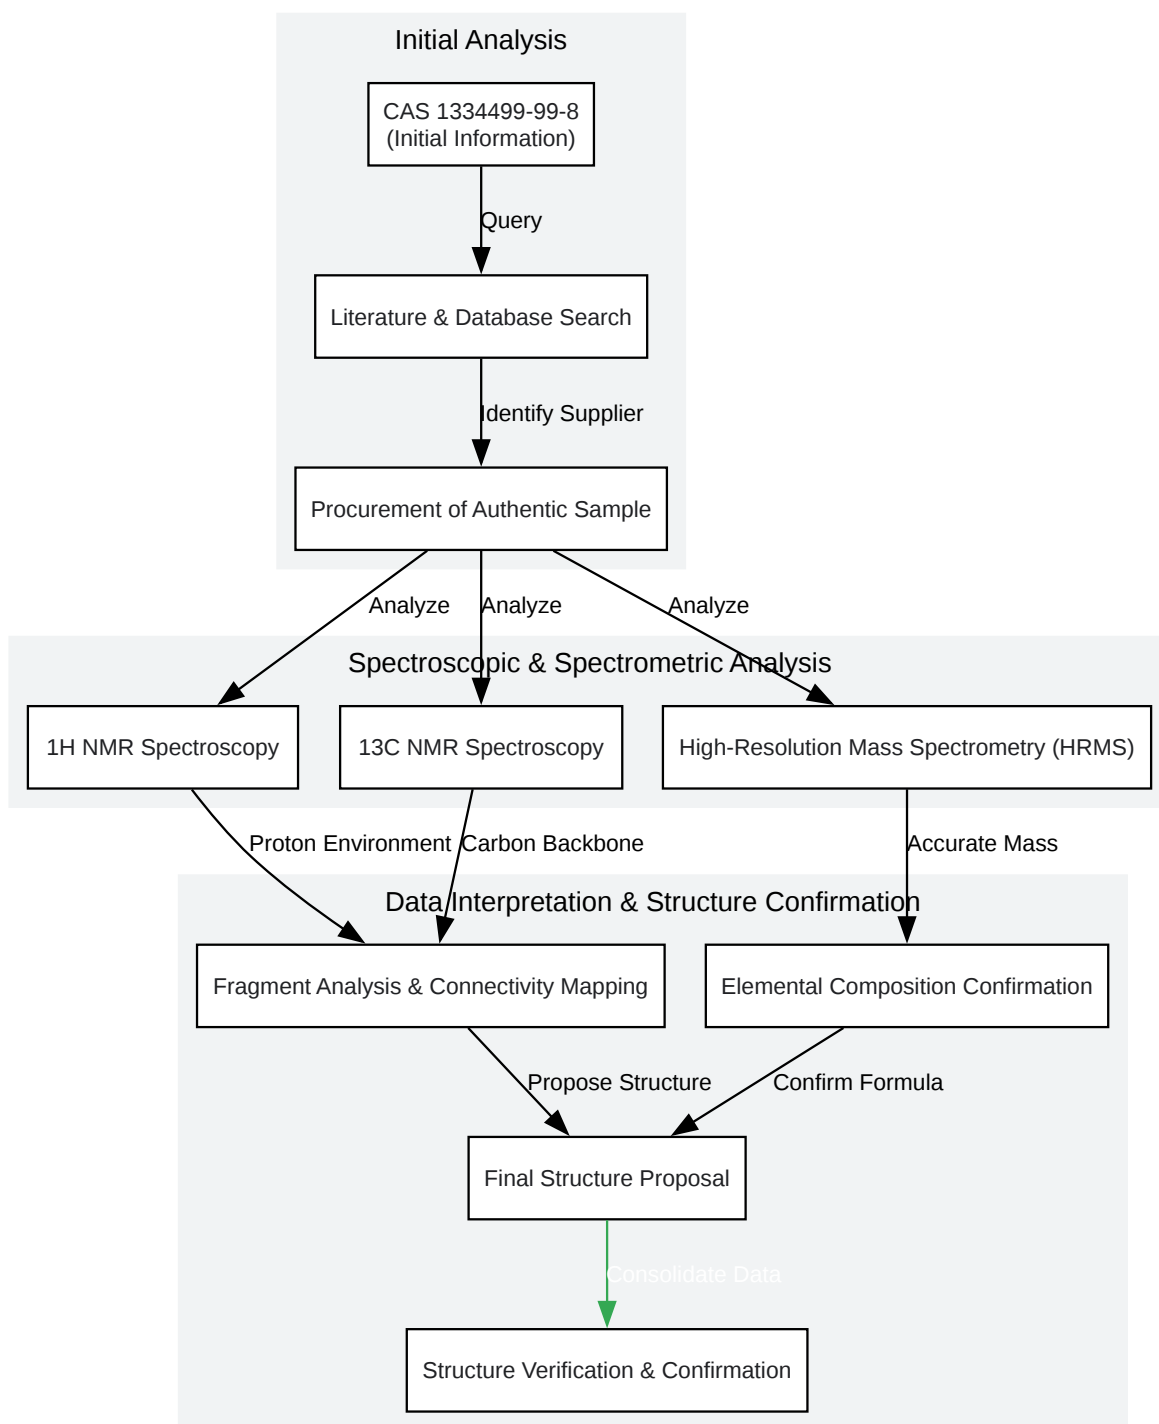 Initial Analysis
CAS 1334499-99-8
(Initial Information)
Query
Literature & Database Search
Identify Supplier
Procurement of Authentic Sample
Analyze
Analyze
Analyze
Spectroscopic & Spectrometric Analysis
1H NMR Spectroscopy
13C NMR Spectroscopy
High-Resolution Mass Spectrometry (HRMS)
Proton Environment
Carbon Backbone
Accurate Mass
Data Interpretation & Structure Confirmation
Fragment Analysis & Connectivity Mapping
Elemental Composition Confirmation
Propose Structure
Confirm Formula
Final Structure Proposal
Consolidate Data
Structure Verification & Confirmation